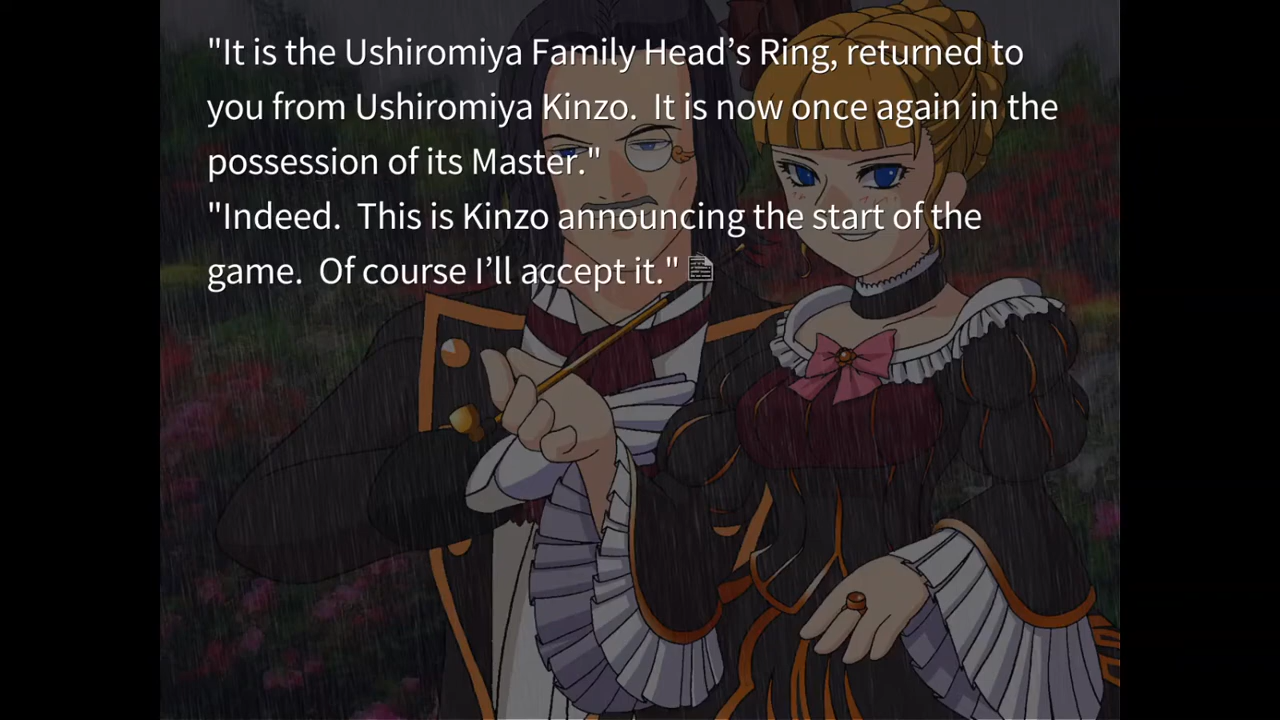 "It is the Ushiromiya Family Head’s Ring, returned to
you from Ushiromiya Kinzo.  It is now once again in the
possession of its Master."
"Indeed.  This is Kinzo announcing the start of the
game.  Of course I’ll accept it."